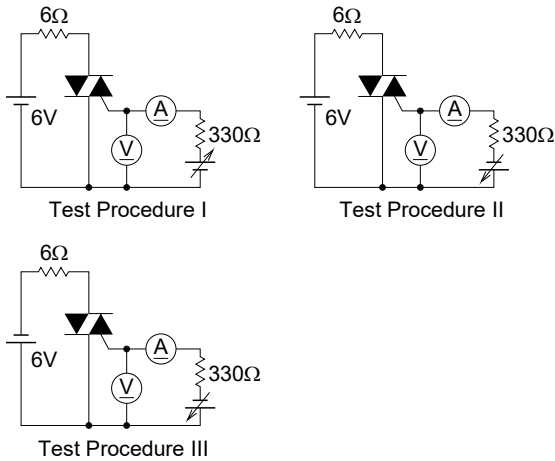 6Ω
6V
A
V
330Ω
Test Procedure I
6Ω
6V
A
V
330Ω
Test Procedure II
6Ω
6V
A
V
330Ω
Test Procedure III